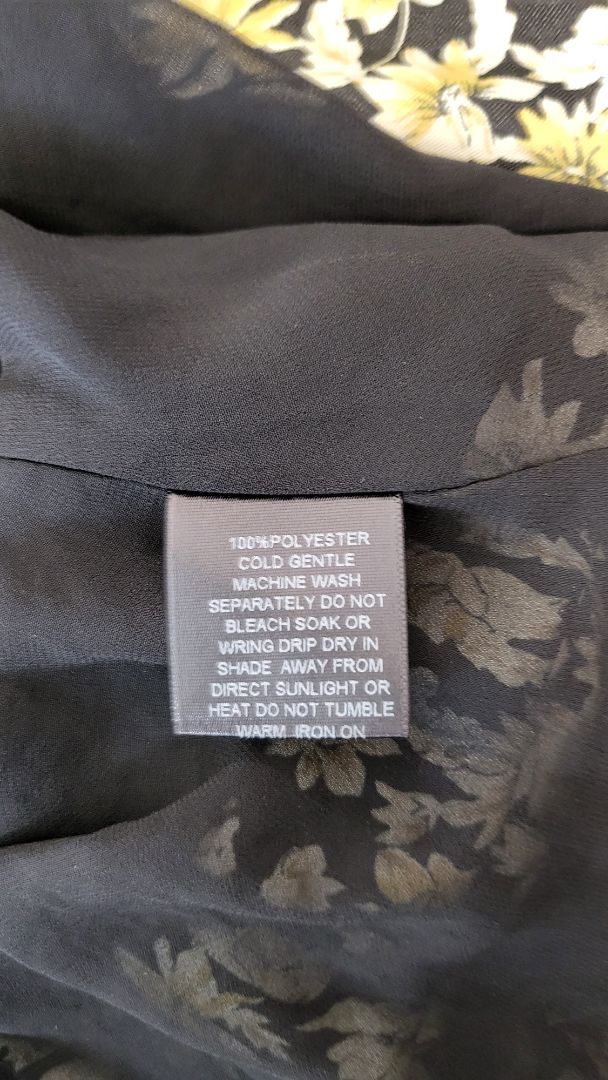 100%POLYESTER
COLD GENTLE
MACHINE WASH
SEPARATELY DO NOT
BLEACH SOAK OR
WRING DRIP DRY IN
SHADE AWAY FROM
DIRECT SUNLIGHT OR
HEAT DO NOT TUMBLE
WARM IRON ON